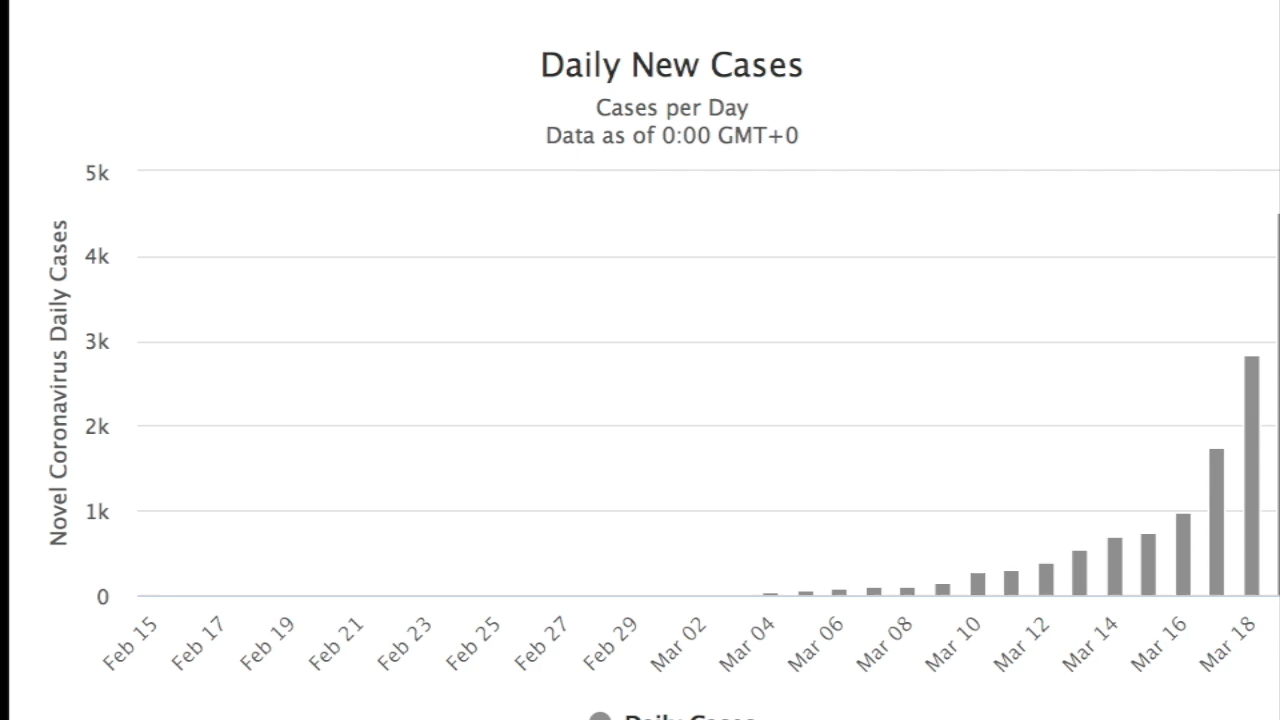 Daily New Cases
Cases per Day
Data as of 0:00 GMT+0
Novel Coronavirus Daily Cases
5k
4k
3k
2k
1k
0
Feb 15
Feb 17
Feb 19
Feb 21
Feb 23
Feb 25
Feb 27
Feb 29
Mar 02
Mar 04
Mar 06
Mar 08
Mar 10
Mar 12
Mar 14
Mar 16
Mar 18
Daily Cases